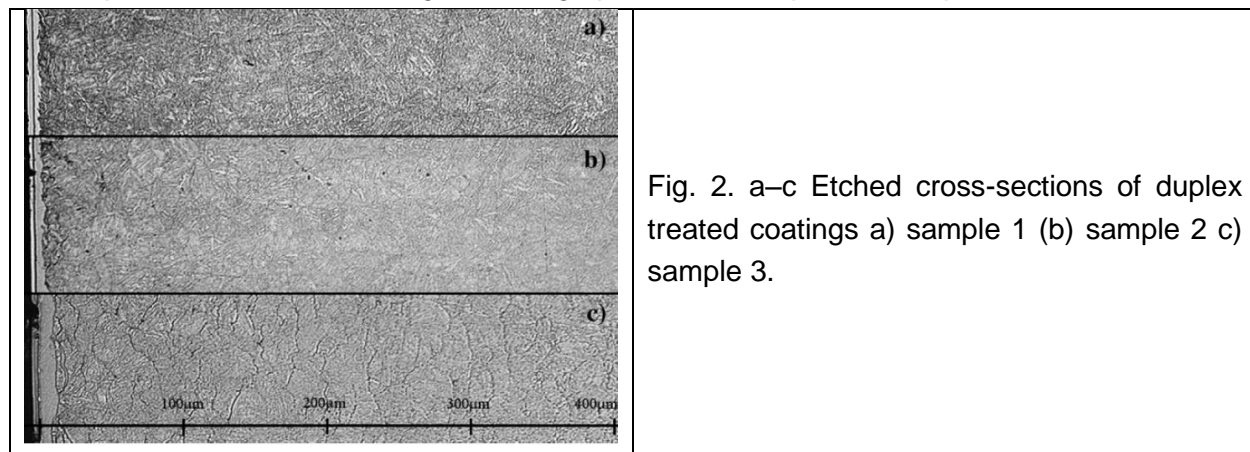 a)
b)
c)
100µm
200µm
300µm
400µm
Fig. 2. a–c Etched cross-sections of duplex
treated coatings a) sample 1 (b) sample 2 c)
sample 3.